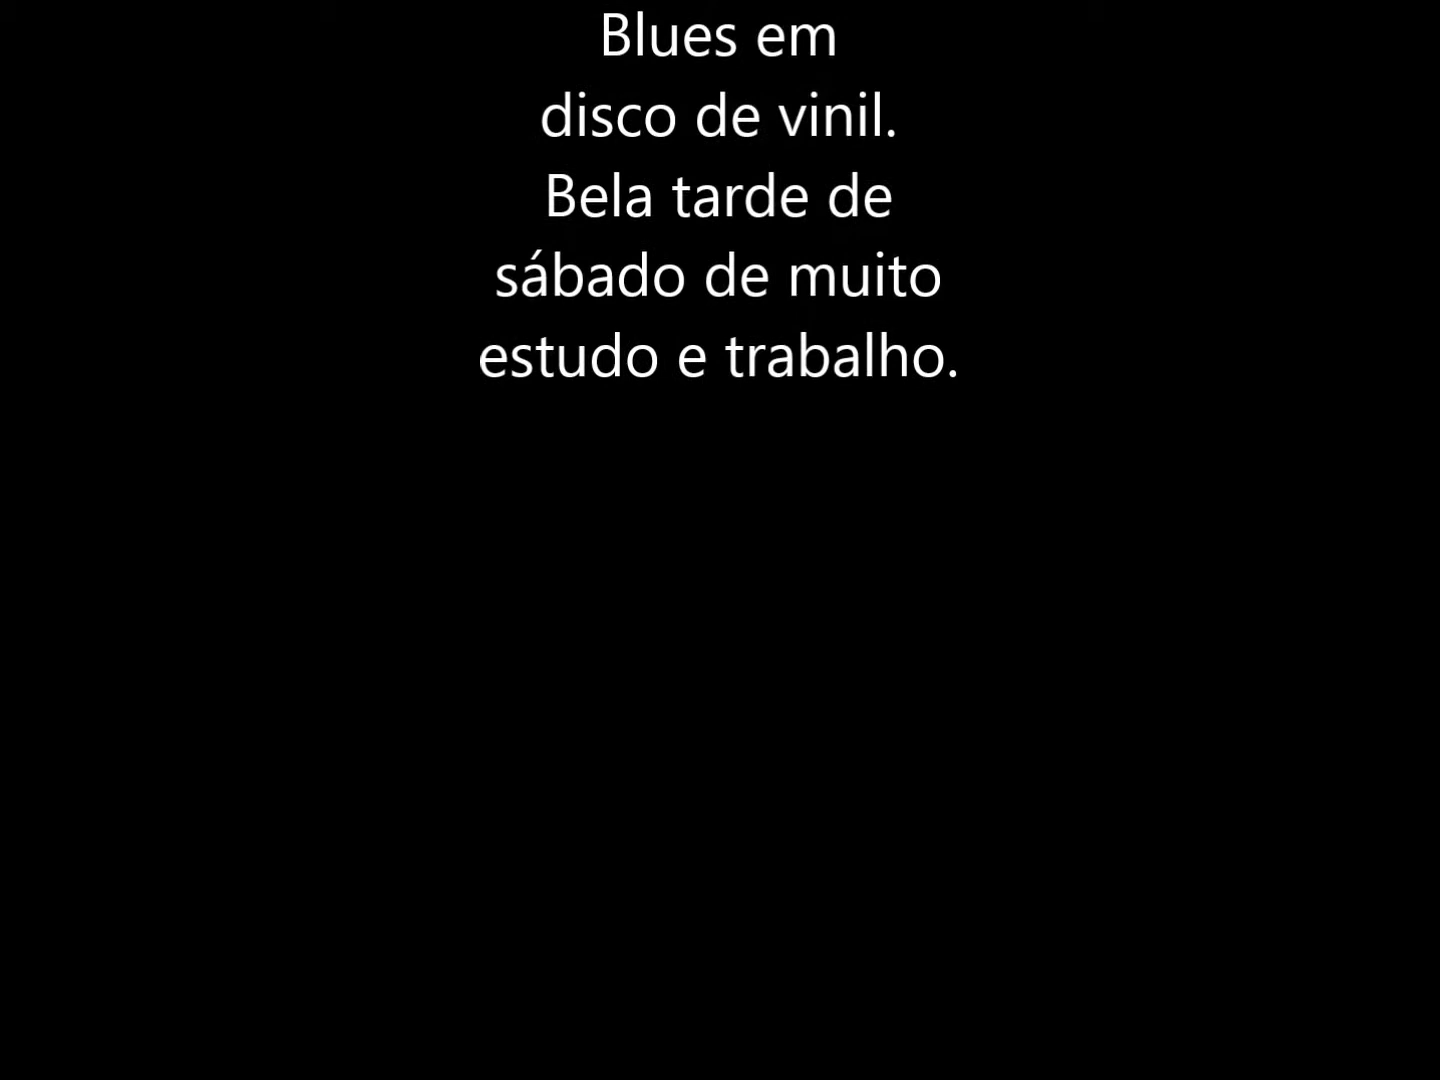 Blues em
disco de vinil.
Bela tarde de
sábado de muito
estudo e trabalho.